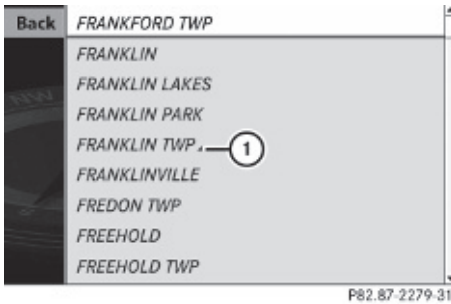 Back FRANKFORD TWP
NW
FRANKLIN
FRANKLIN LAKES
FRANKLIN PARK
FRANKLIN TWP 1
FRANKLINVILLE
FREDON TWP
FREEHOLD
FREEHOLD TWP
P82.87-2279-31